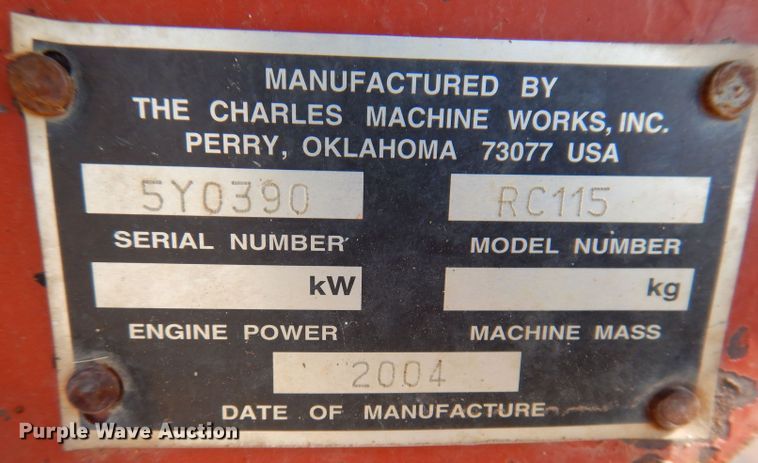 MANUFACTURED BY
THE CHARLES MACHINE WORKS, INC.
PERRY, OKLAHOMA 73077 USA
5Y0390 RC115
SERIAL NUMBER MODEL NUMBER
kW kg
ENGINE POWER MACHINE MASS
2004
DATE OF MANUFACTURE
Purple Wave Auction